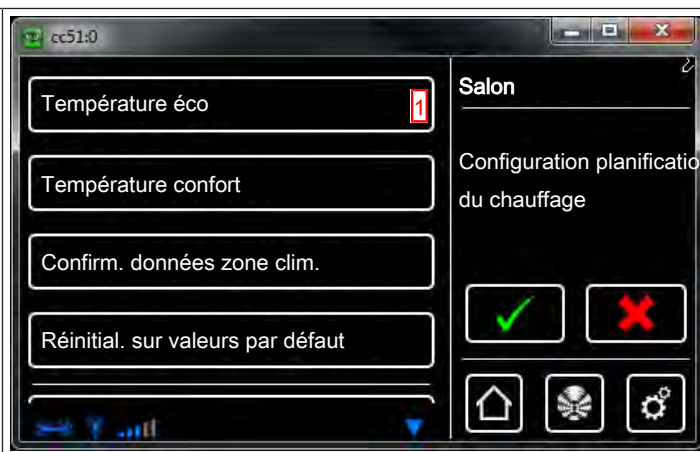 cc51:0
Température éco
1
Température confort
Confirm. données zone clim.
Réinitial. sur valeurs par défaut
Salon
Configuration planificatio
du chauffage